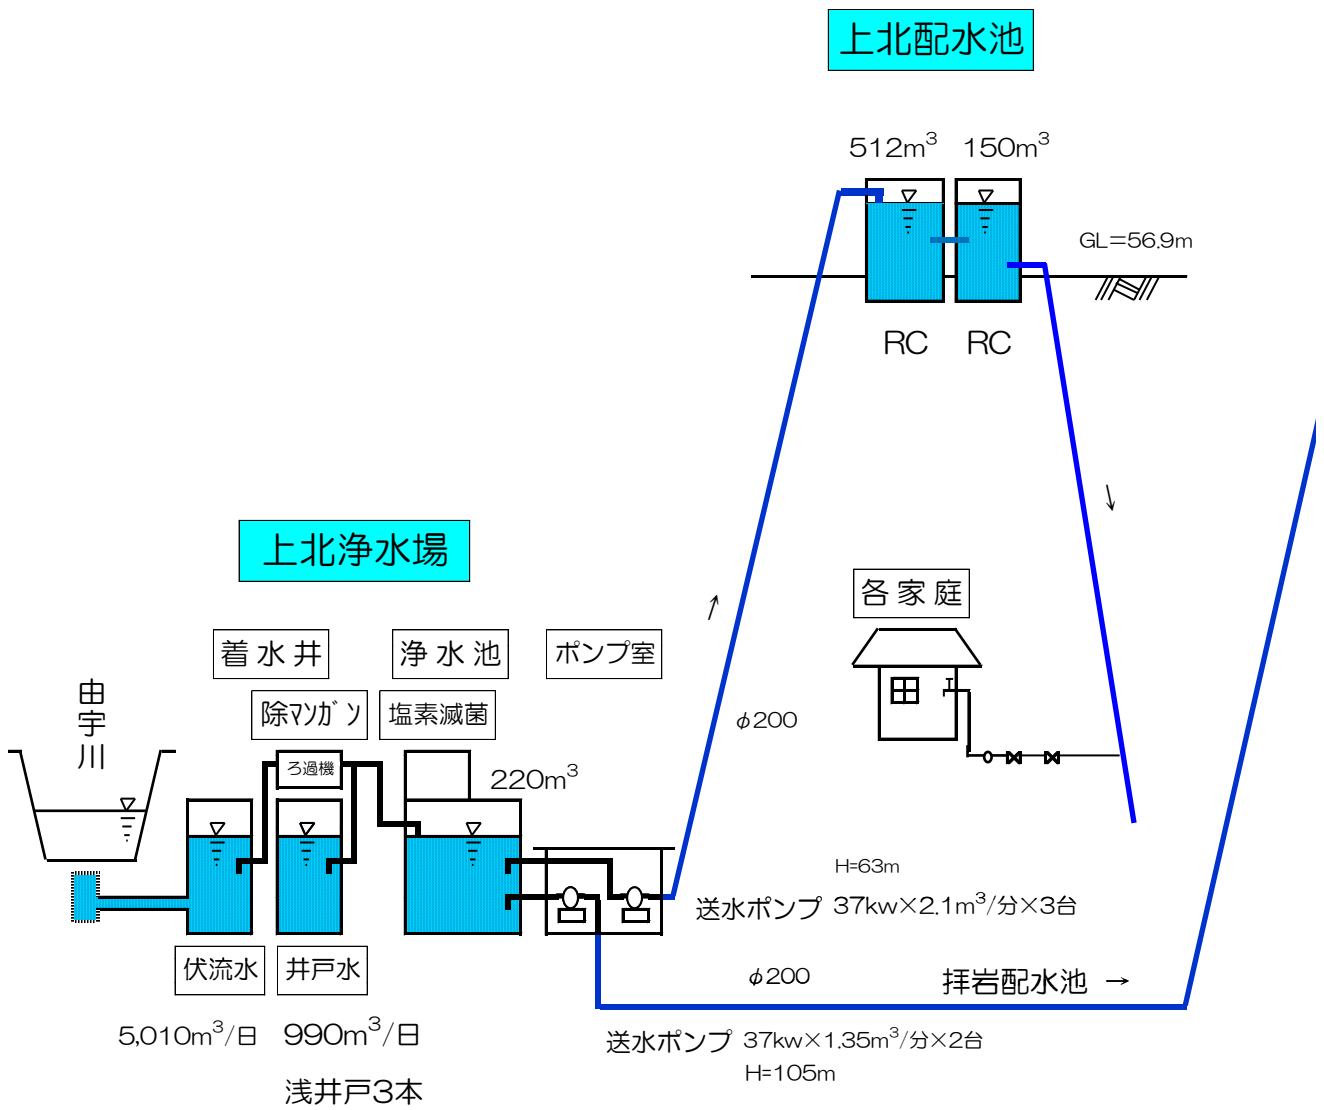 上北配水池
512m³ 150m³
GL=56.9m
RC RC
上北浄水場
各家庭
着水井 浄水池 ポンプ室
由宇川
除マンガン 塩素滅菌
φ200
ろ過機
220m³
H=63m
送水ポンプ 37kw×2.1m³/分×3台
伏流水 井戸水
φ200
拝岩配水池 →
5,010m³/日 990m³/日
送水ポンプ 37kw×1.35m³/分×2台
H=105m
浅井戸3本